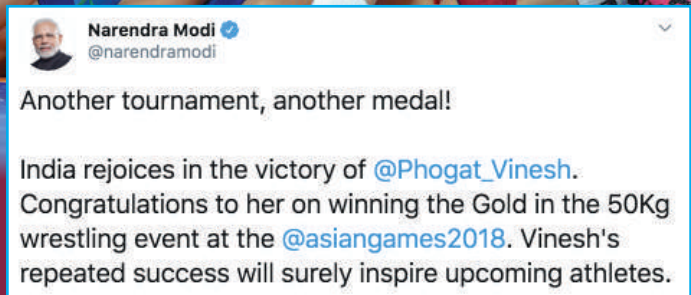 Narendra Modi
@narendramodi
Another tournament, another medal!
India rejoices in the victory of @Phogat_Vinesh.
Congratulations to her on winning the Gold in the 50Kg
wrestling event at the @asiangames2018. Vinesh's
repeated success will surely inspire upcoming athletes.